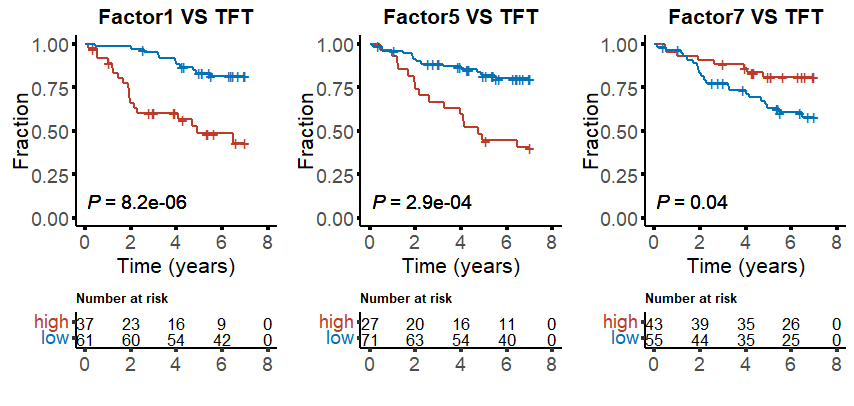 Factor1 VS TFT
1.00
0.75
0.50
0.25
0.00
Fraction
P = 8.2e-06
0 2 4 6 8
Time (years)
Number at risk
high 37 23 16 9 0
low 61 60 54 42 0
0 2 4 6 8
Factor5 VS TFT
1.00
0.75
0.50
0.25
0.00
Fraction
P = 2.9e-04
0 2 4 6 8
Time (years)
Number at risk
high 27 20 16 11 0
low 71 63 54 40 0
0 2 4 6 8
Factor7 VS TFT
1.00
0.75
0.50
0.25
0.00
Fraction
P = 0.04
0 2 4 6 8
Time (years)
Number at risk
high 43 39 35 26 0
low 55 44 35 25 0
0 2 4 6 8